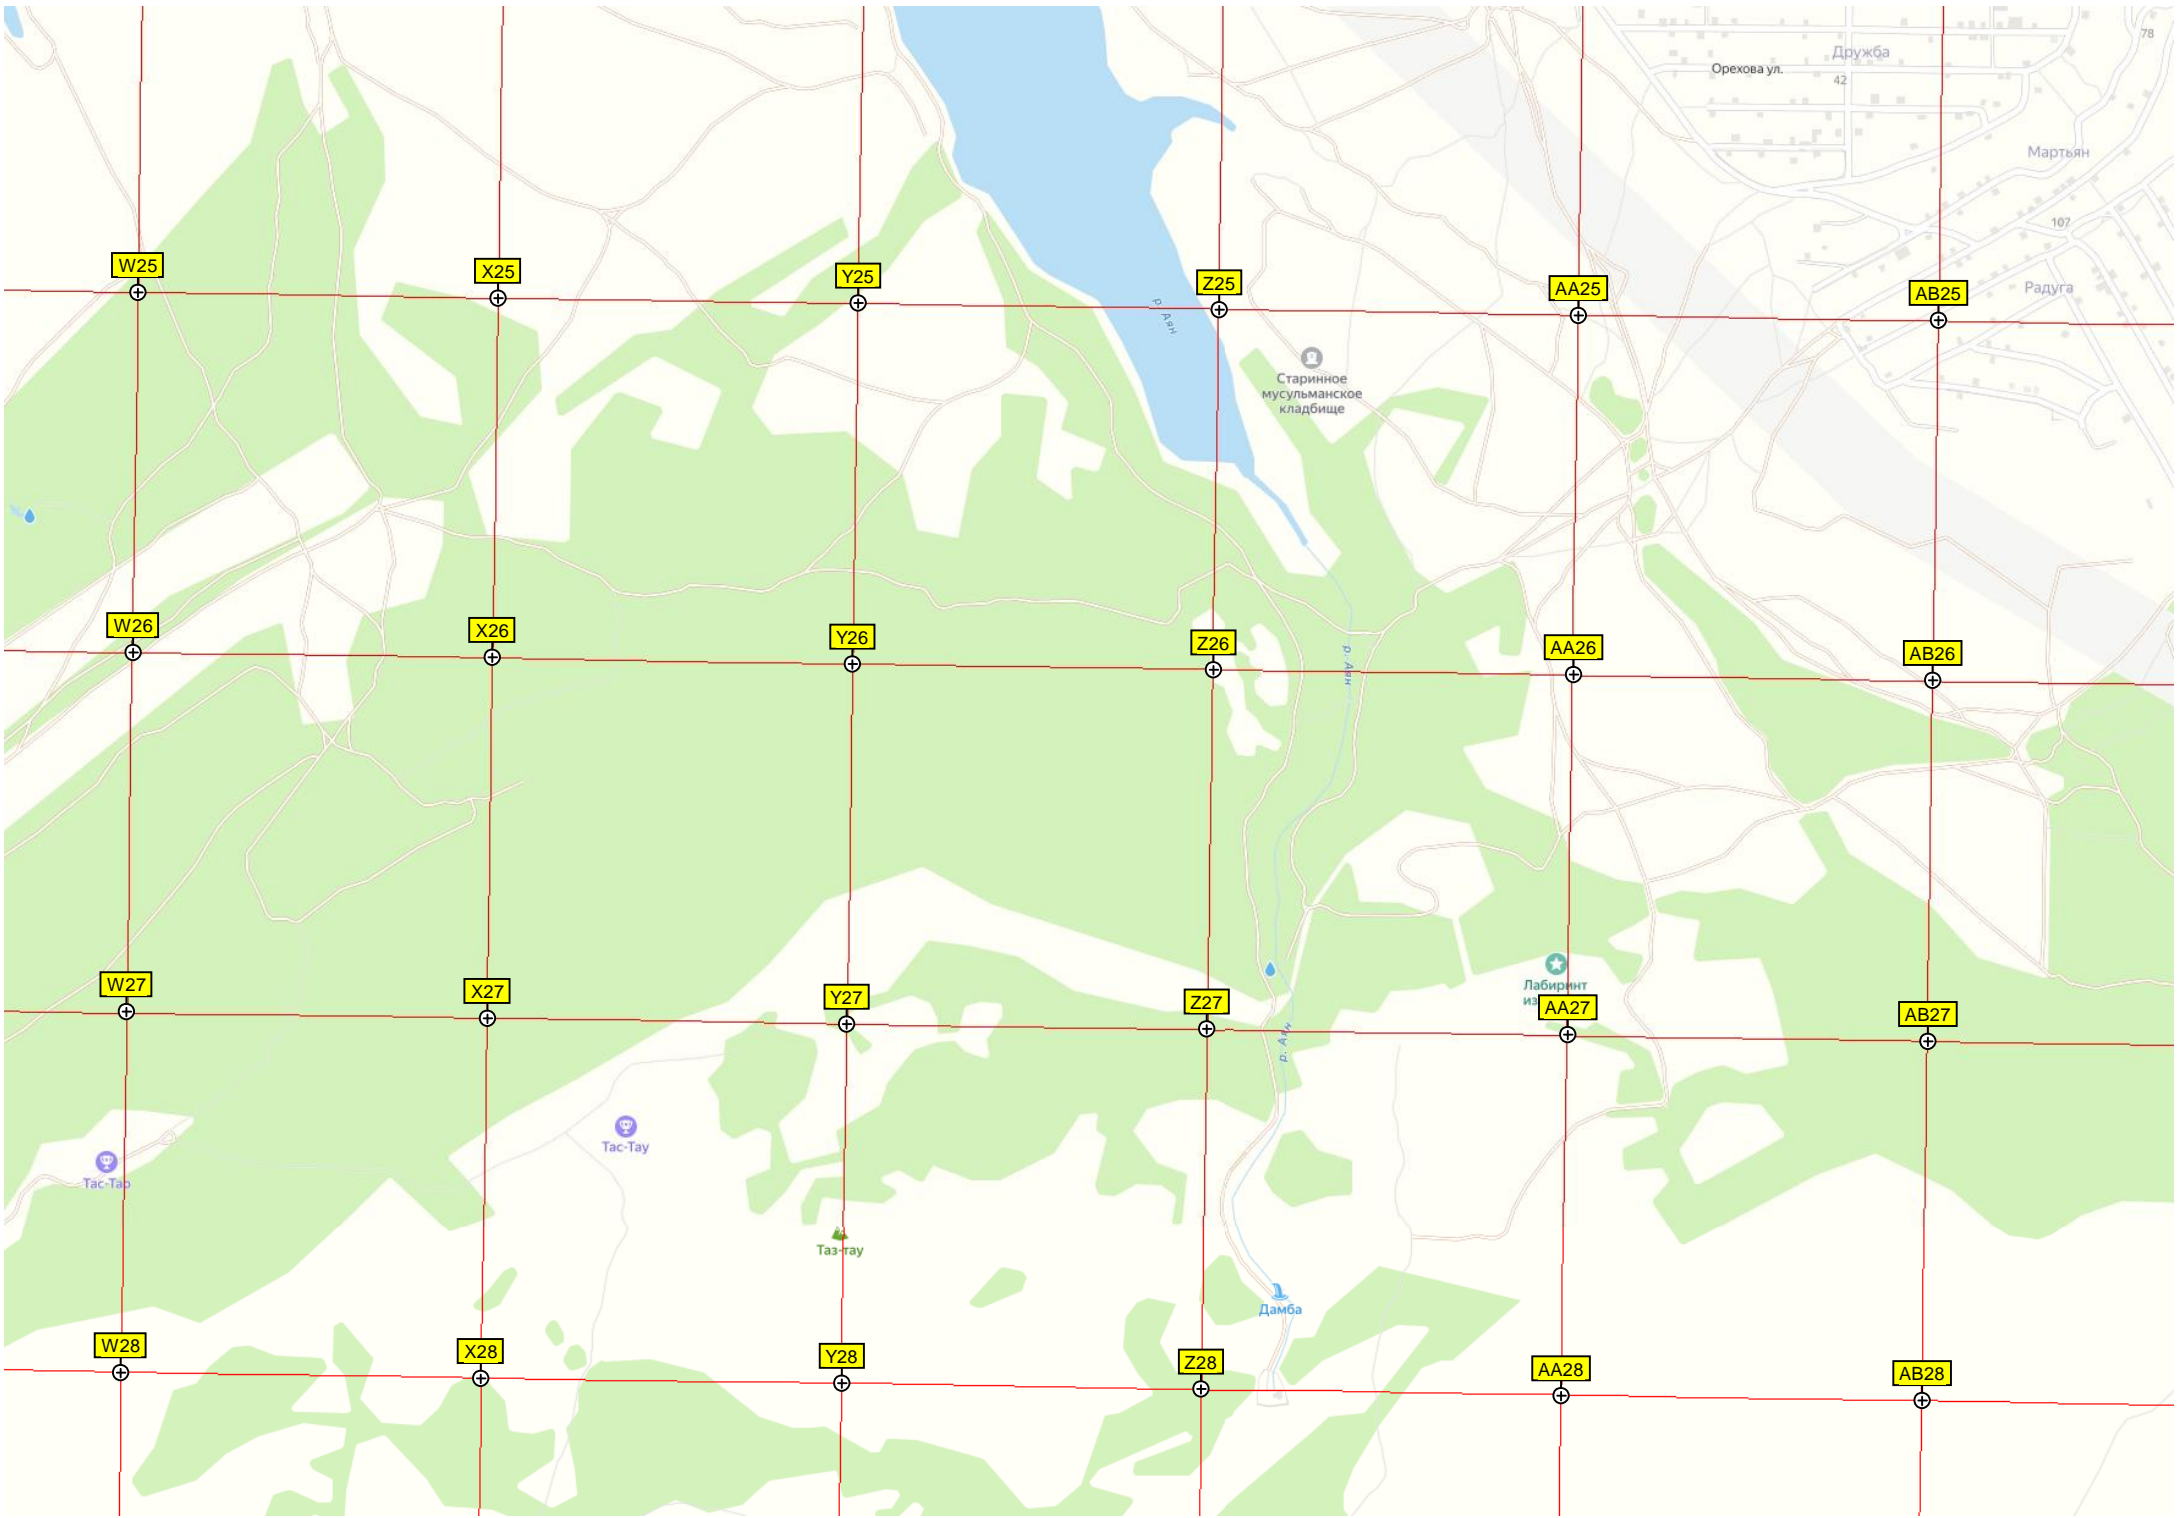 Дружба
78
Орехова ул.
42
Мартьян
107
W25
X25
Y25
Z25
AA25
AB25
Радуга
р. Аян
Старинное
мусульманское
кладбище
W26
X26
Y26
Z26
AA26
AB26
р. Аян
Лабиринт
из
W27
X27
Y27
Z27
AA27
AB27
р. Аян
Тас-Тау
Тас-Тар
Таз-тау
Дамба
W28
X28
Y28
Z28
AA28
AB28